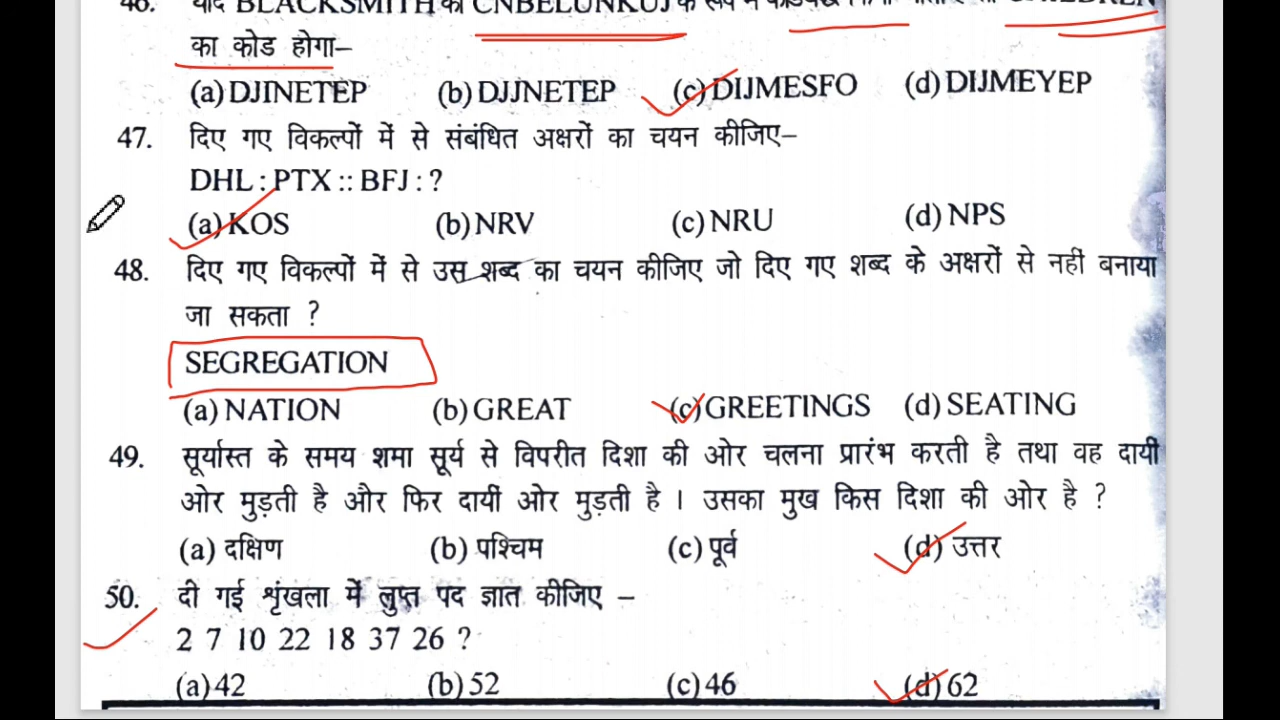 BLACKSMITH को CNBELUNKUJ के रूप में
का कोड होगा–
(a) DJINETEP (b) DJJNETEP (c) DIJMESFO (d) DIJMEYEP
47. दिए गए विकल्पों में से संबंधित अक्षरों का चयन कीजिए–
DHL : PTX :: BFJ : ?
(a) KOS (b) NRV (c) NRU (d) NPS
48. दिए गए विकल्पों में से उस शब्द का चयन कीजिए जो दिए गए शब्द के अक्षरों से नहीं बनाया
जा सकता ?
SEGREGATION
(a) NATION (b) GREAT (c) GREETINGS (d) SEATING
49. सूर्यास्त के समय शमा सूर्य से विपरीत दिशा की ओर चलना प्रारंभ करती है तथा वह दायीं
ओर मुड़ती है और फिर दायीं ओर मुड़ती है । उसका मुख किस दिशा की ओर है ?
(a) दक्षिण (b) पश्चिम (c) पूर्व (d) उत्तर
50. दी गई श्रृंखला में लुप्त पद ज्ञात कीजिए –
2 7 10 22 18 37 26 ?
(a) 42 (b) 52 (c) 46 (d) 62